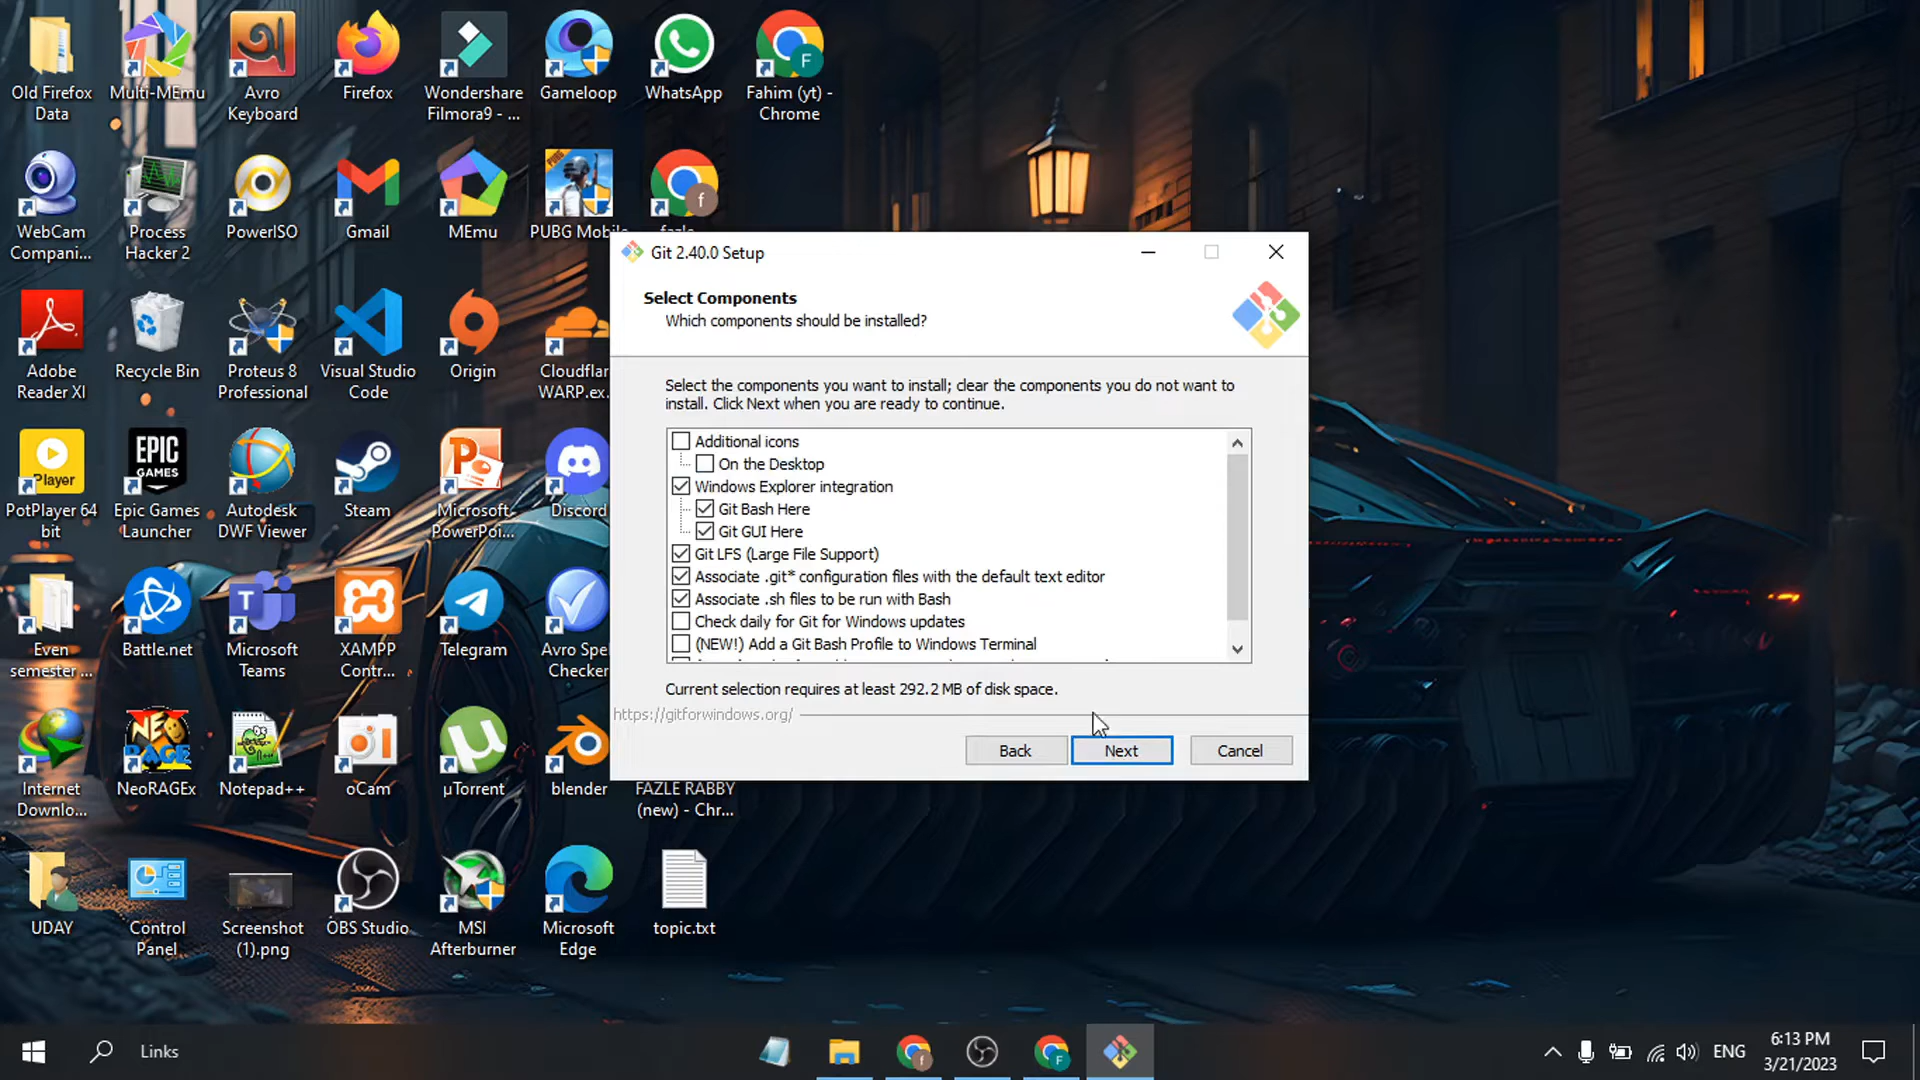 Old Firefox
Data
Multi-MEmu
Avro
Keyboard
Firefox
Wondershare
Filmora9 - ...
Gameloop
WhatsApp
Fahim (yt) -
Chrome
F
WebCam
Compani...
Process
Hacker 2
PowerISO
Gmail
MEmu
PUBG
PUBG Mobile
f
Git 2.40.0 Setup
Select Components
Which components should be installed?
Select the components you want to install; clear the components you do not want to
install. Click Next when you are ready to continue.
Additional icons
On the Desktop
Windows Explorer integration
Git Bash Here
Git GUI Here
Git LFS (Large File Support)
Associate .git* configuration files with the default text editor
Associate .sh files to be run with Bash
Check daily for Git for Windows updates
(NEW!) Add a Git Bash Profile to Windows Terminal
Current selection requires at least 292.2 MB of disk space.
https://gitforwindows.org/
Back
Next
Cancel
Adobe
Reader XI
Recycle Bin
Proteus 8
Professional
Visual Studio
Code
Origin
Cloudflar
WARP.ex.
Player
PotPlayer 64
bit
EPIC
GAMES
Epic Games
Launcher
Autodesk
DWF Viewer
Steam
Microsoft
PowerPoi...
Discord
Even
semester ...
Battle.net
Microsoft
Teams
XAMPP
Contr...
Telegram
Avro Spel
Checker
Internet
Downlo...
NEO
RAGE
NeoRAGEx
Notepad++
oCam
µTorrent
blender
FAZLE RABBY
(new) - Chr...
UDAY
Control
Panel
Screenshot
(1).png
OBS Studio
MSI
Afterburner
Microsoft
Edge
topic.txt
Links
f
F
ENG
6:13 PM
3/21/2023